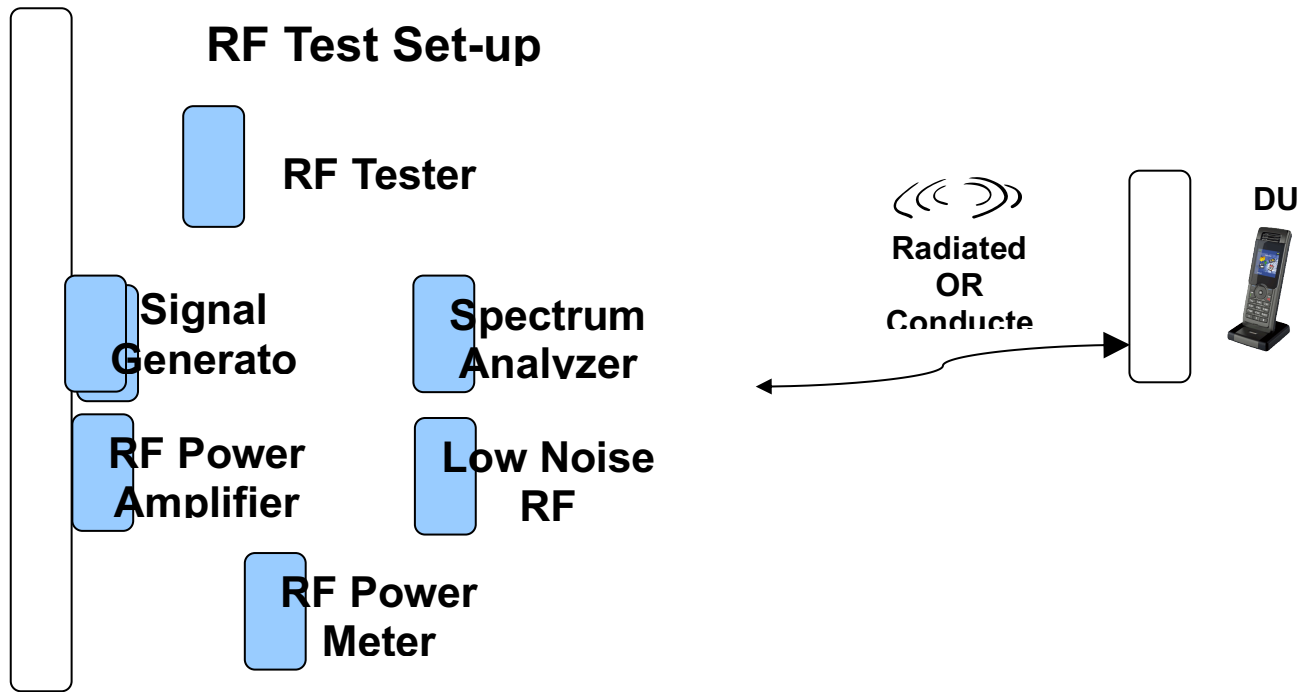 RF Test Set-up
RF Tester
Signal
Generato
Spectrum
Analyzer
RF Power
Amplifier
Low Noise
RF
RF Power
Meter
Radiated
OR
Conducte
DU